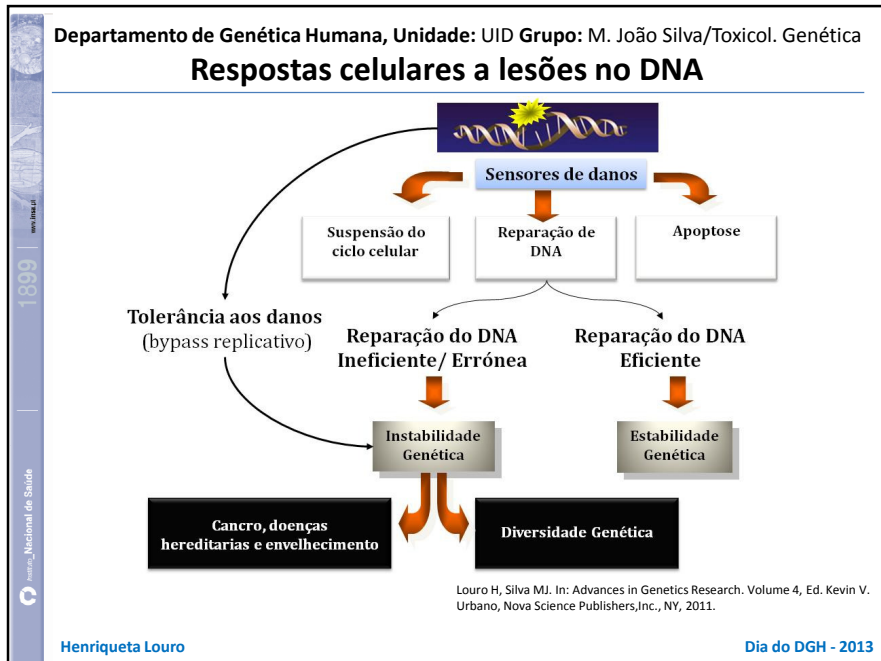 Departamento de Genética Humana, Unidade: UID Grupo: M. João Silva/Toxicol. Genética
Respostas celulares a lesões no DNA
Sensores de danos
Suspensão do
ciclo celular
Reparação de
DNA
Apoptose
Tolerância aos danos
(bypass replicativo)
Reparação do DNA
Ineficiente/ Errónea
Reparação do DNA
Eficiente
Instabilidade
Genética
Estabilidade
Genética
Cancro, doenças
hereditarias e envelhecimento
Diversidade Genética
Louro H, Silva MJ. In: Advances in Genetics Research. Volume 4, Ed. Kevin V.
Urbano, Nova Science Publishers,Inc., NY, 2011.
Henriqueta Louro
Dia do DGH - 2013
www.insa.pt
1899
Instituto_Nacional de Saúde